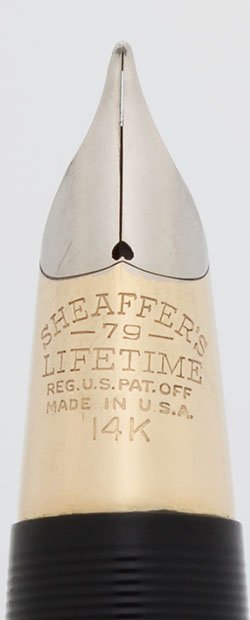 SHEAFFER'S
—79—
LIFETIME
REG.U.S.PAT.OFF
MADE IN U.S.A.
14K